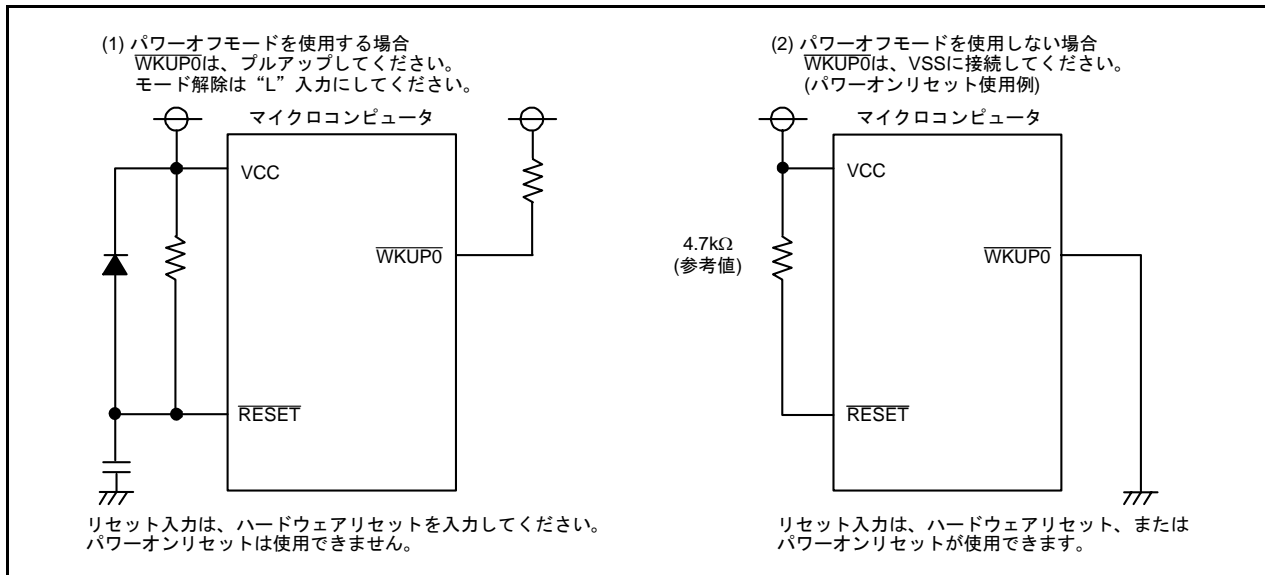 (1) パワーオフモードを使用する場合
WKUP0は、プルアップしてください。
モード解除は“L”入力にしてください。
マイクロコンピュータ
VCC
WKUP0
RESET
リセット入力は、ハードウェアリセットを入力してください。
パワーオンリセットは使用できません。
(2) パワーオフモードを使用しない場合
WKUP0は、VSSに接続してください。
(パワーオンリセット使用例)
マイクロコンピュータ
VCC
4.7kΩ
(参考値)
WKUP0
RESET
リセット入力は、ハードウェアリセット、または
パワーオンリセットが使用できます。